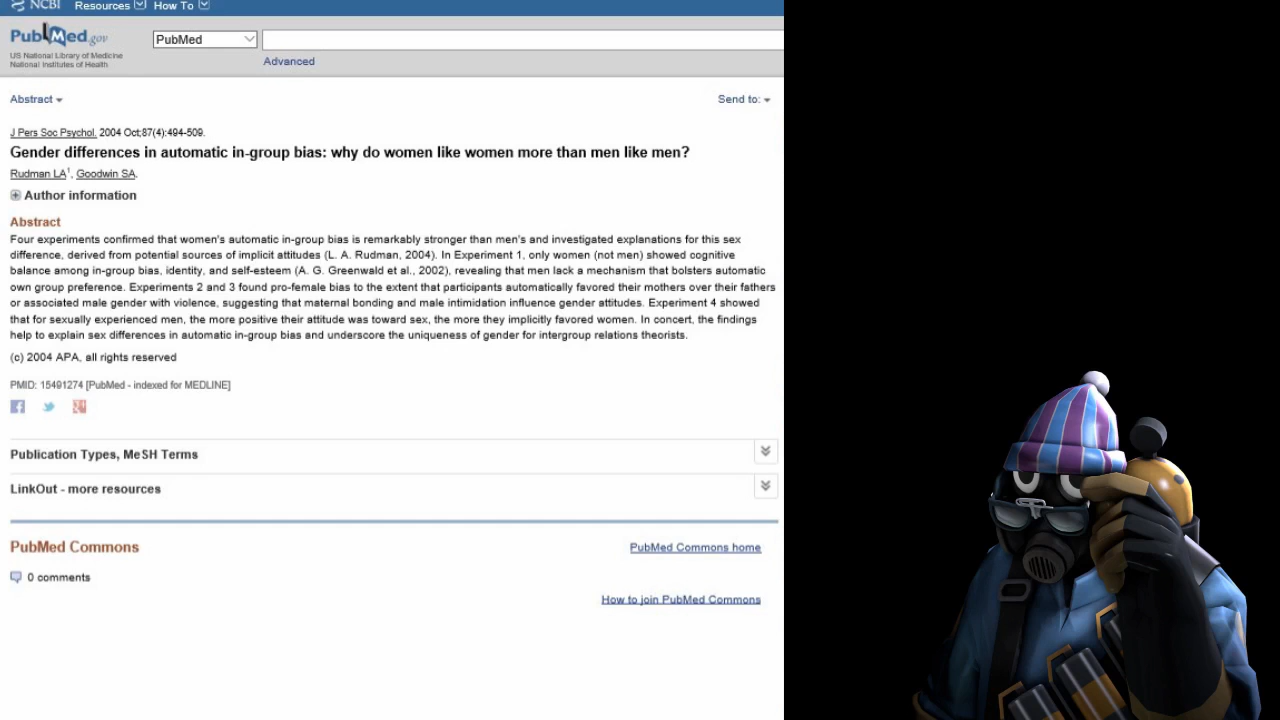 NCBI Resources How To
PubMed.gov
US National Library of Medicine
National Institutes of Health
PubMed
Advanced
Abstract
Send to:
J Pers Soc Psychol. 2004 Oct;87(4):494-509.
Gender differences in automatic in-group bias: why do women like women more than men like men?
Rudman LA1, Goodwin SA.
Author information
Abstract
Four experiments confirmed that women's automatic in-group bias is remarkably stronger than men's and investigated explanations for this sex
difference, derived from potential sources of implicit attitudes (L. A. Rudman, 2004). In Experiment 1, only women (not men) showed cognitive
balance among in-group bias, identity, and self-esteem (A. G. Greenwald et al., 2002), revealing that men lack a mechanism that bolsters automatic
own group preference. Experiments 2 and 3 found pro-female bias to the extent that participants automatically favored their mothers over their fathers
or associated male gender with violence, suggesting that maternal bonding and male intimidation influence gender attitudes. Experiment 4 showed
that for sexually experienced men, the more positive their attitude was toward sex, the more they implicitly favored women. In concert, the findings
help to explain sex differences in automatic in-group bias and underscore the uniqueness of gender for intergroup relations theorists.
(c) 2004 APA, all rights reserved
PMID: 15491274 [PubMed - indexed for MEDLINE]
Publication Types, MeSH Terms
LinkOut - more resources
PubMed Commons
PubMed Commons home
0 comments
How to join PubMed Commons